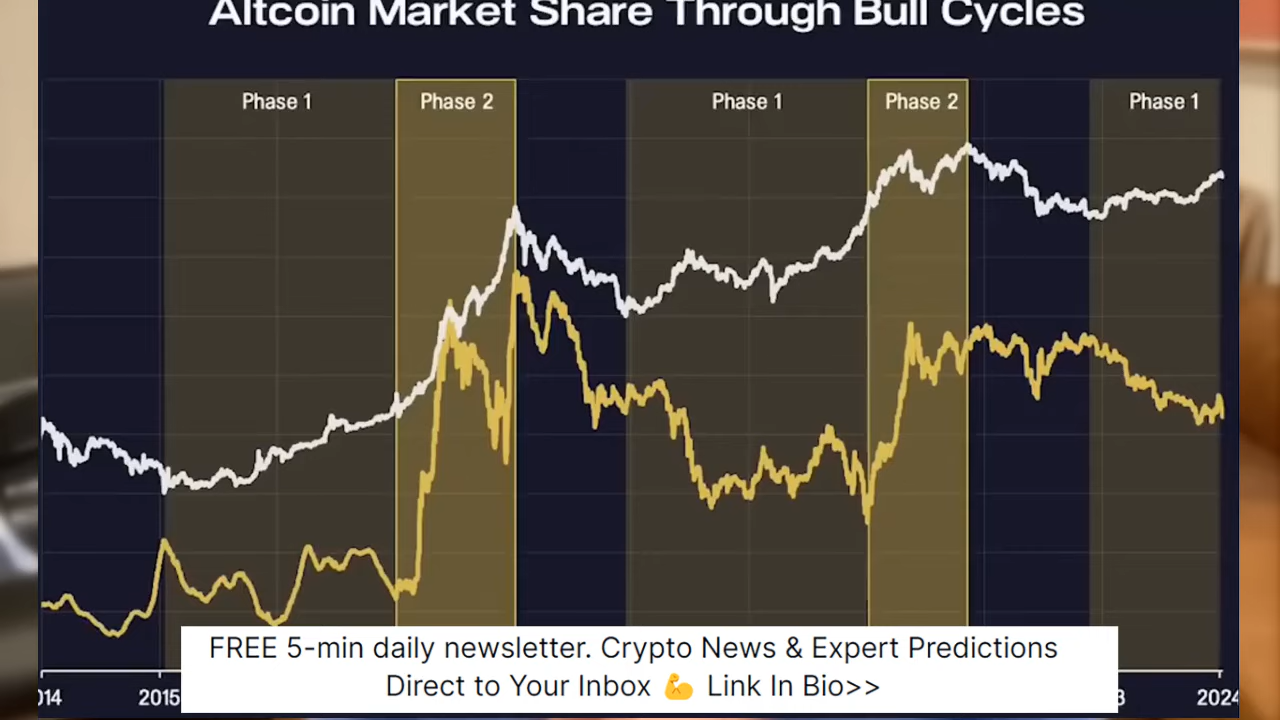 Altcoin Market Share Through Bull Cycles
Phase 1
Phase 2
Phase 1
Phase 2
Phase 1
FREE 5-min daily newsletter. Crypto News & Expert Predictions
Direct to Your Inbox 💪 Link In Bio>>
2015
2024